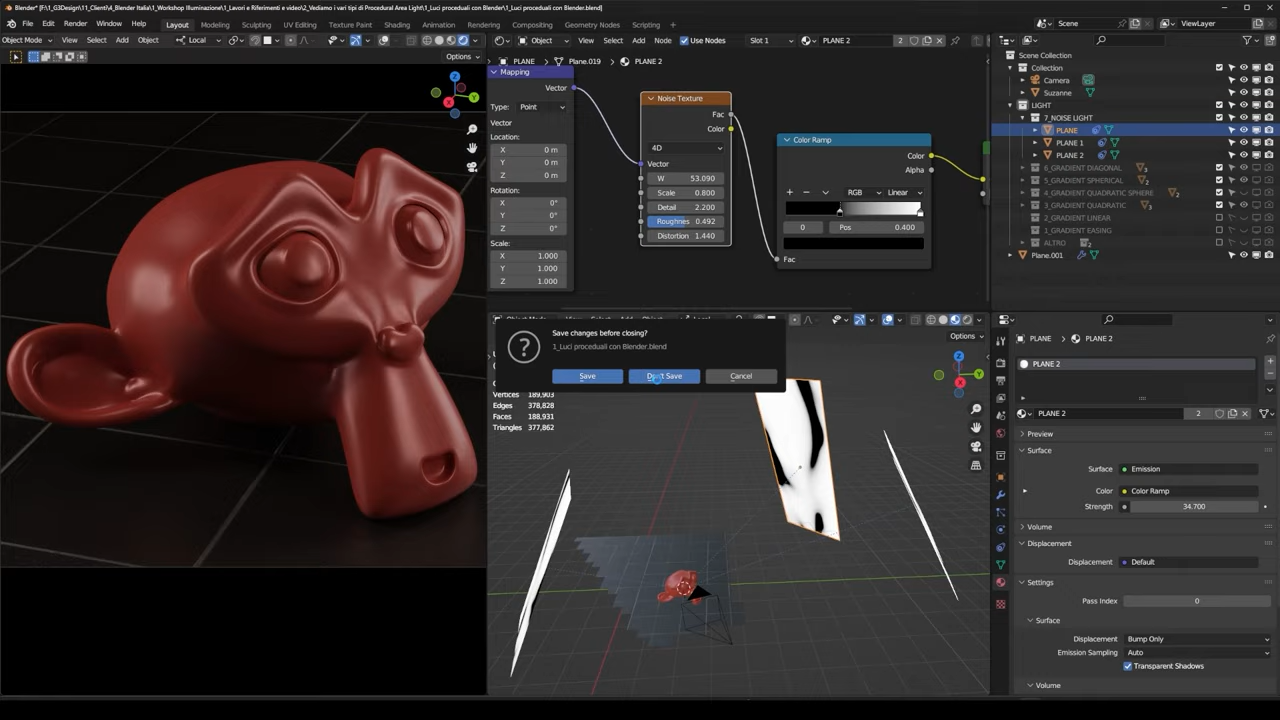 Blender* [F:\1_G3Design\11_Clienti\4_Blender Italia\1_Workshop Illuminazione\1_Lavori e Riferimenti e video\2_Vediamo i vari tipi di Procedural Area Light\1_Luci proceduali con Blender\1_Luci proceduali con Blender.blend]
File Edit Render Window Help Layout Modeling Sculpting UV Editing Texture Paint Shading Animation Rendering Compositing Geometry Nodes Scripting Scene ViewLayer
Object Mode View Select Add Object Local
Object View Select Add Node Use Nodes Slot 1 PLANE 2 2
Options
PLANE Plane.019 PLANE 2
Mapping
Vector
Type: Point
Vector
Location:
X 0 m
Y 0 m
Z 0 m
Rotation:
X 0°
Y 0°
Z 0°
Scale:
X 1.000
Y 1.000
Z 1.000
Noise Texture
Fac
Color
4D
Vector
W 53.090
Scale 0.800
Detail 2.200
Roughnes 0.492
Distortion 1.440
Color Ramp
Color
Alpha
RGB Linear
0 Pos 0.400
Fac
Scene Collection
Collection
Camera
Suzanne
LIGHT
7_NOISE LIGHT
PLANE
PLANE 1
PLANE 2
6_GRADIENT DIAGONAL 3
5_GRADIENT SPHERICAL 2
4_GRADIENT QUADRATIC SPHERE 2
3_GRADIENT QUADRATIC 3
2_GRADIENT LINEAR
1_GRADIENT EASING
ALTRO 2
Plane.001
Z
Y
X
Save changes before closing?
1_Luci proceduali con Blender.blend
Save Don't Save Cancel
Options
Vertices 189,903
Edges 378,828
Faces 188,931
Triangles 377,862
Z
Y
X
PLANE PLANE 2
PLANE 2
PLANE 2 2
Preview
Surface
Surface Emission
Color Color Ramp
Strength 34.700
Volume
Displacement
Displacement Default
Settings
Pass Index 0
Surface
Displacement Bump Only
Emission Sampling Auto
Transparent Shadows
Volume